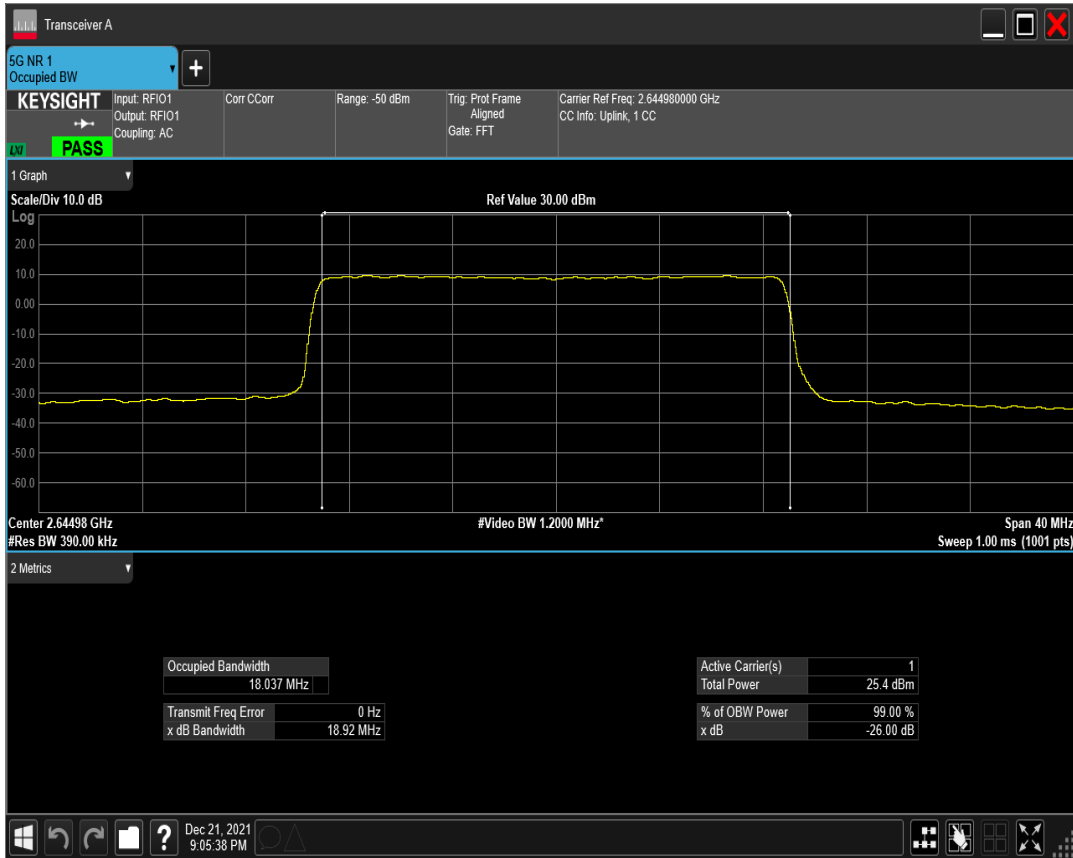 Transceiver A
5G NR 1
Occupied BW
+
KEYSIGHT
LXI
PASS
Input: RFIO1
Output: RFIO1
Coupling: AC
Corr CCorr
Range: -50 dBm
Trig: Prot Frame
Aligned
Gate: FFT
Carrier Ref Freq: 2.644980000 GHz
CC Info: Uplink, 1 CC
1 Graph
Scale/Div 10.0 dB
Ref Value 30.00 dBm
Log
20.0
10.0
0.00
-10.0
-20.0
-30.0
-40.0
-50.0
-60.0
Center 2.64498 GHz
#Video BW 1.2000 MHz*
Span 40 MHz
#Res BW 390.00 kHz
Sweep 1.00 ms (1001 pts)
2 Metrics
Occupied Bandwidth
18.037 MHz
Transmit Freq Error 0 Hz
x dB Bandwidth 18.92 MHz
Active Carrier(s) 1
Total Power 25.4 dBm
% of OBW Power 99.00 %
x dB -26.00 dB
?
Dec 21, 2021
9:05:38 PM